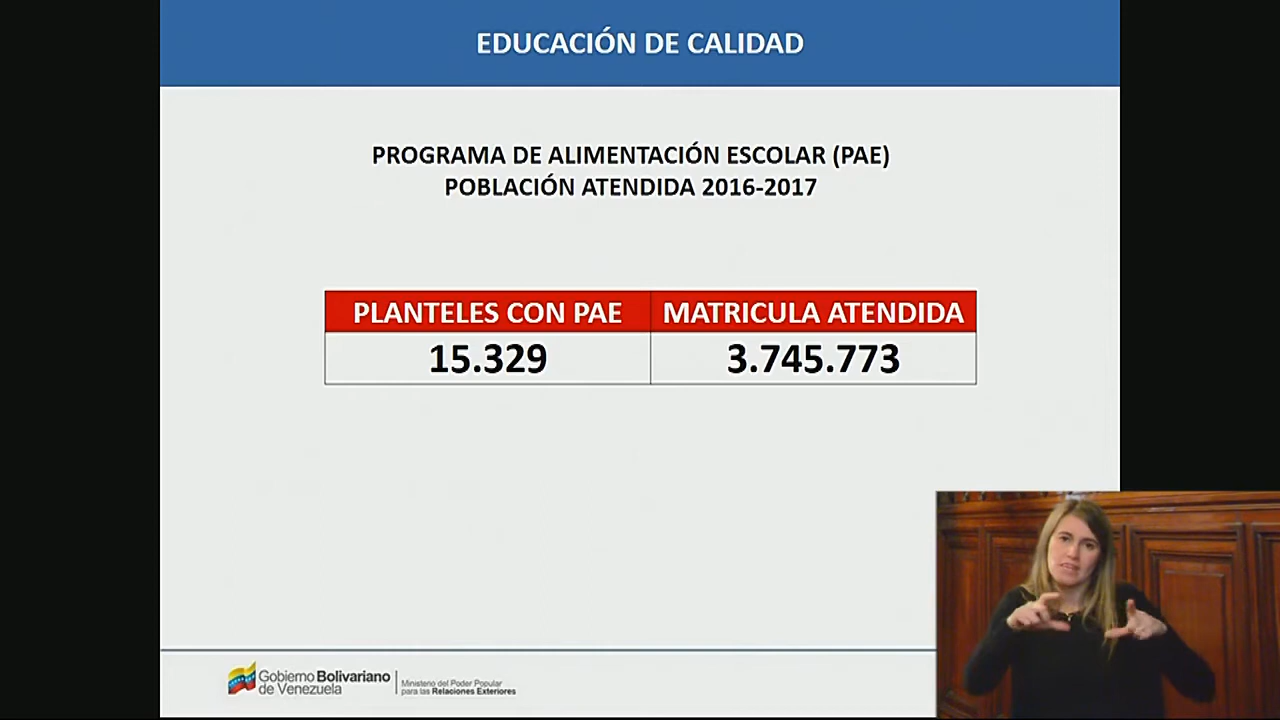 EDUCACIÓN DE CALIDAD
PROGRAMA DE ALIMENTACIÓN ESCOLAR (PAE)
POBLACIÓN ATENDIDA 2016-2017
PLANTELES CON PAE MATRICULA ATENDIDA
15.329 3.745.773
Gobierno Bolivariano
de Venezuela
Ministerio del Poder Popular
para las Relaciones Exteriores